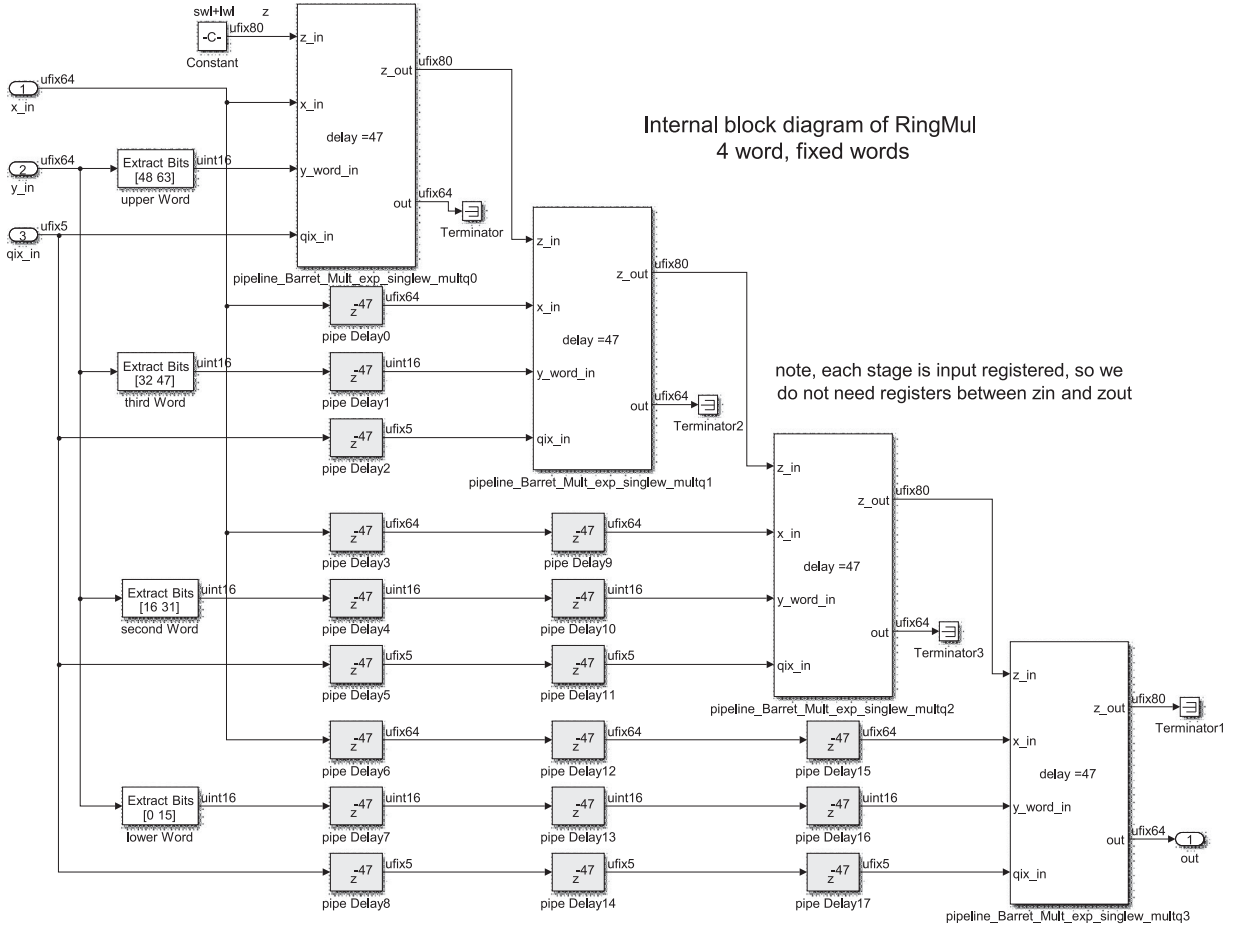 swl+lwl z
ufix80
-C-
Constant
z_in
z_out
x_in
delay =47
y_word_in
out
qix_in
pipeline_Barret_Mult_exp_singlew_multq0
ufix80
ufix64
Terminator
ufix64
1
x_in
ufix64
2
y_in
ufix5
3
qix_in
Extract Bits
[48 63]
upper Word
uint16
Internal block diagram of RingMul
4 word, fixed words
z_in
z_out
x_in
delay =47
y_word_in
out
qix_in
pipeline_Barret_Mult_exp_singlew_multq1
ufix80
ufix64
Terminator2
z-47
ufix64
pipe Delay0
Extract Bits
[32 47]
third Word
uint16
z-47
uint16
pipe Delay1
z-47
ufix5
pipe Delay2
note, each stage is input registered, so we
do not need registers between zin and zout
z_in
z_out
x_in
delay =47
y_word_in
out
qix_in
pipeline_Barret_Mult_exp_singlew_multq2
ufix80
ufix64
Terminator3
z-47
ufix64
pipe Delay3
z-47
ufix64
pipe Delay9
Extract Bits
[16 31]
second Word
uint16
z-47
uint16
pipe Delay4
z-47
uint16
pipe Delay10
z-47
ufix5
pipe Delay5
z-47
ufix5
pipe Delay11
z_in
z_out
x_in
delay =47
y_word_in
out
qix_in
pipeline_Barret_Mult_exp_singlew_multq3
ufix80
Terminator1
ufix64
1
out
z-47
ufix64
pipe Delay6
z-47
ufix64
pipe Delay12
z-47
ufix64
pipe Delay15
Extract Bits
[0 15]
lower Word
uint16
z-47
uint16
pipe Delay7
z-47
uint16
pipe Delay13
z-47
uint16
pipe Delay16
z-47
ufix5
pipe Delay8
z-47
ufix5
pipe Delay14
z-47
ufix5
pipe Delay17